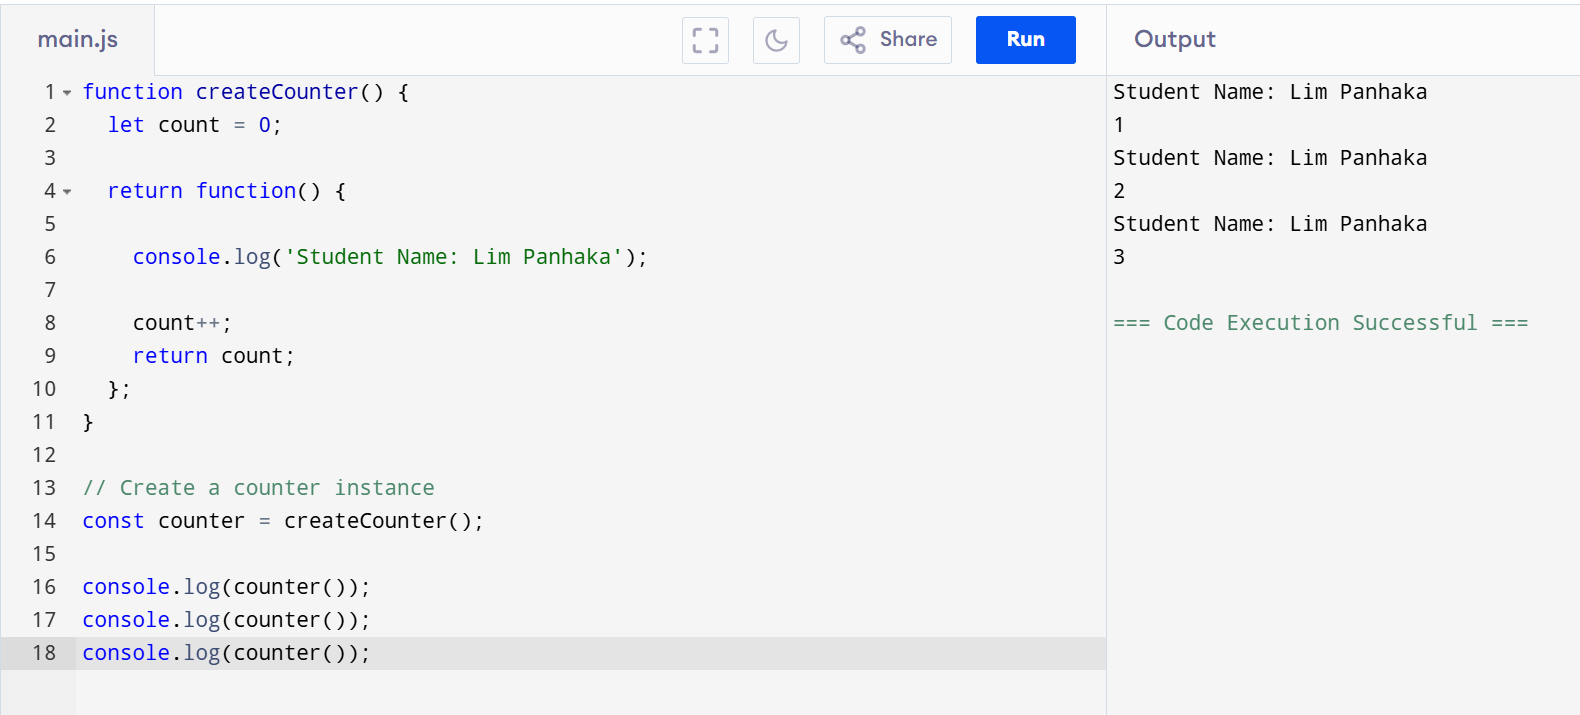 main.js
Share
Run
Output
1 function createCounter() {
2   let count = 0;
3
4   return function() {
5
6     console.log('Student Name: Lim Panhaka');
7
8     count++;
9     return count;
10   };
11 }
12
13 // Create a counter instance
14 const counter = createCounter();
15
16 console.log(counter());
17 console.log(counter());
18 console.log(counter());
Student Name: Lim Panhaka
1
Student Name: Lim Panhaka
2
Student Name: Lim Panhaka
3
=== Code Execution Successful ===